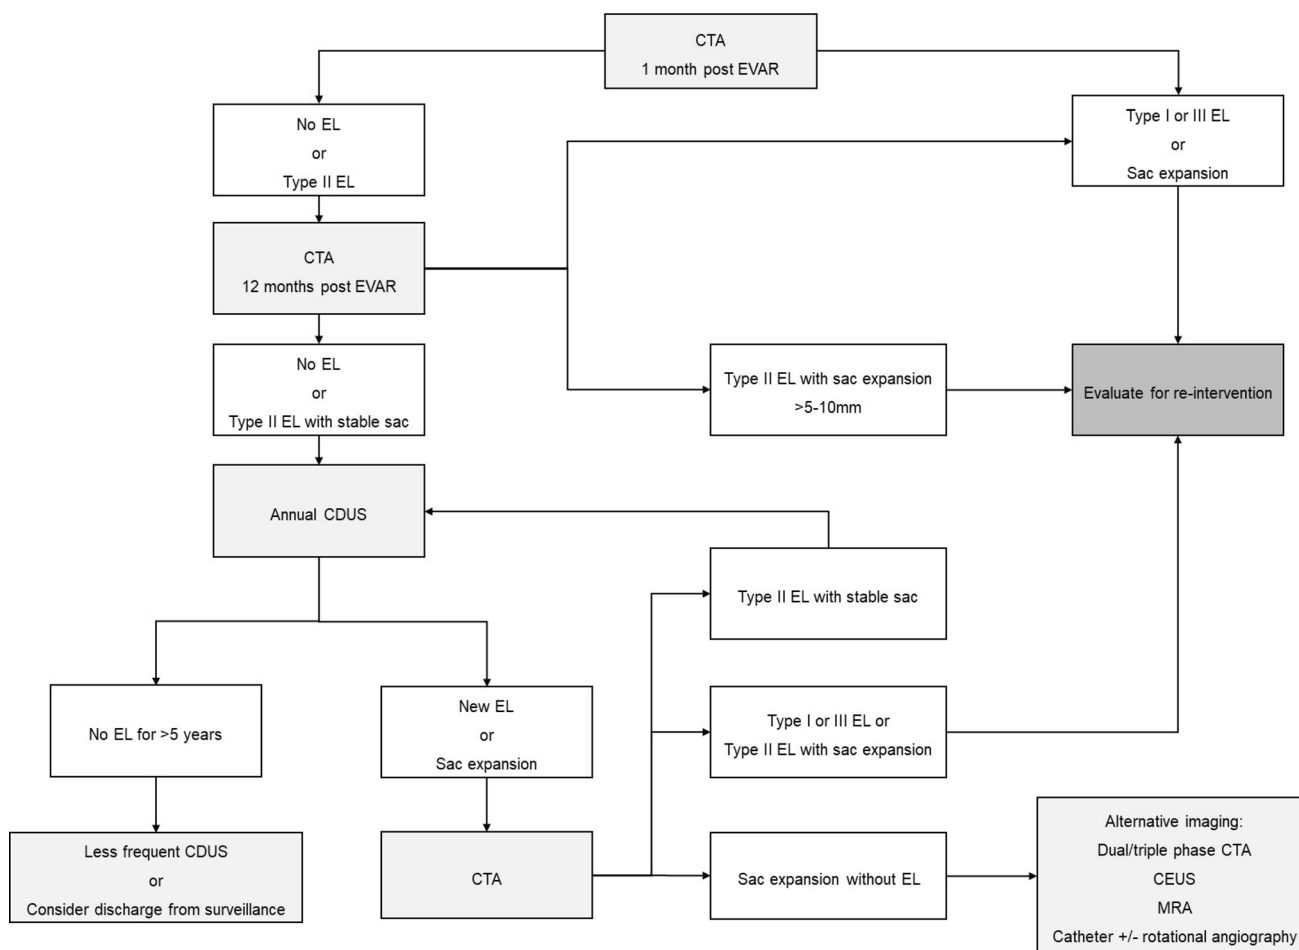 CTA
1 month post EVAR
No EL
or
Type II EL
Type I or III EL
or
Sac expansion
CTA
12 months post EVAR
No EL
or
Type II EL with stable sac
Type II EL with sac expansion
>5-10mm
Evaluate for re-intervention
Annual CDUS
Type II EL with stable sac
No EL for >5 years
New EL
or
Sac expansion
Type I or III EL or
Type II EL with sac expansion
Less frequent CDUS
or
Consider discharge from surveillance
CTA
Sac expansion without EL
Alternative imaging:
Dual/triple phase CTA
CEUS
MRA
Catheter +/- rotational angiography